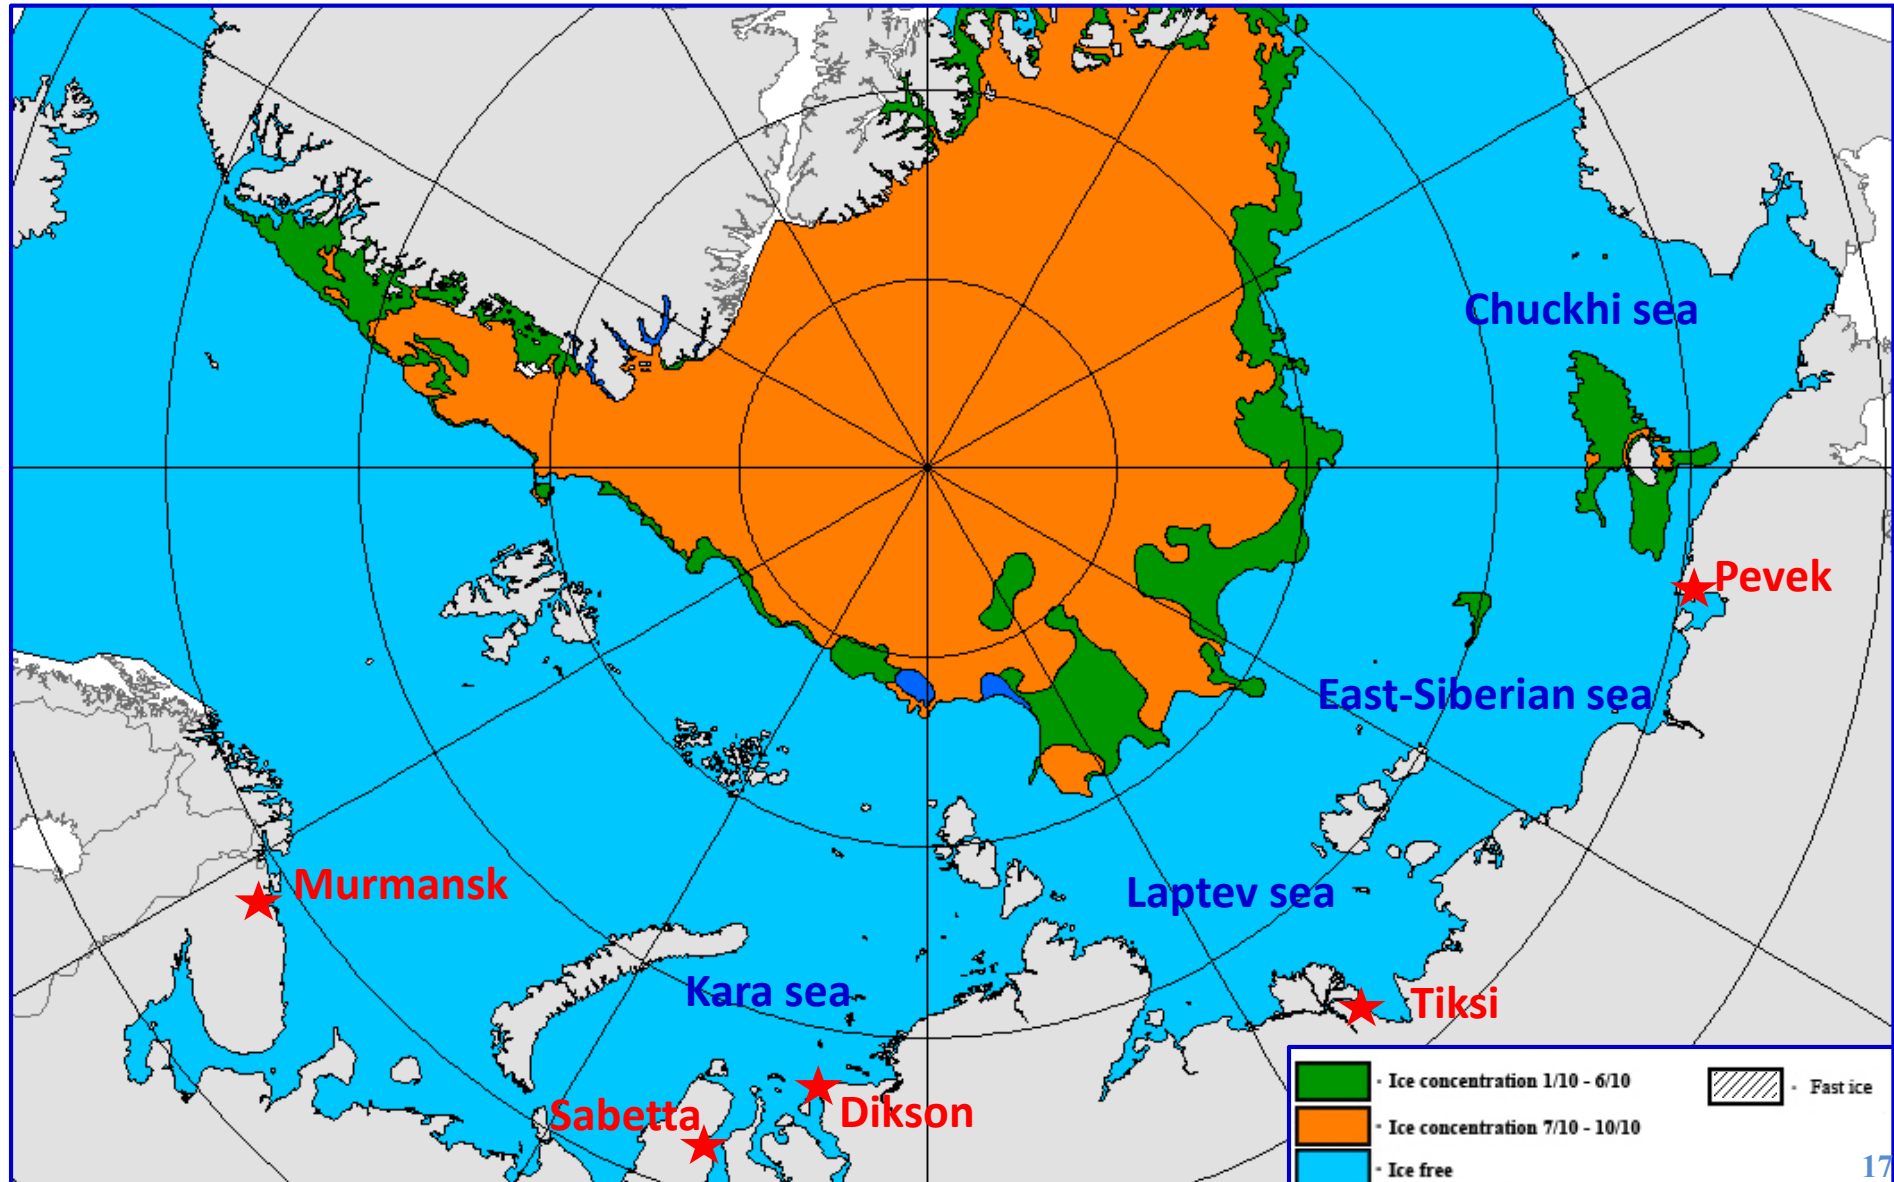 Chuckhi sea
Pevek
East-Siberian sea
Murmansk
Laptev sea
Kara sea
Tiksi
Sabetta
Dikson
- Ice concentration 1/10 - 6/10
- Fast ice
- Ice concentration 7/10 - 10/10
- Ice free
17